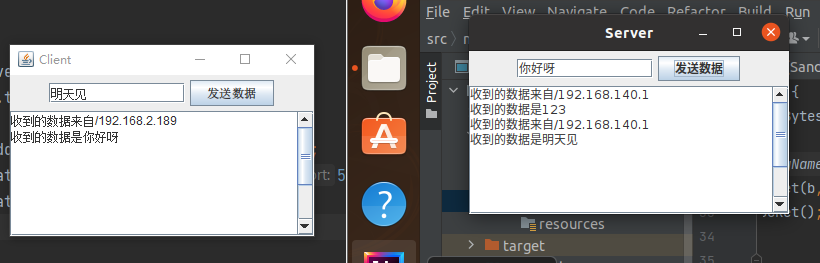 Client
明天见
发送数据
收到的数据来自/192.168.2.189
收到的数据是你好呀
File Edit View Navigate Code Refactor Build Run
src
Server
你好呀
发送数据
收到的数据来自/192.168.140.1
收到的数据是123
收到的数据来自/192.168.140.1
收到的数据是明天见
Project
resources
target
34
35